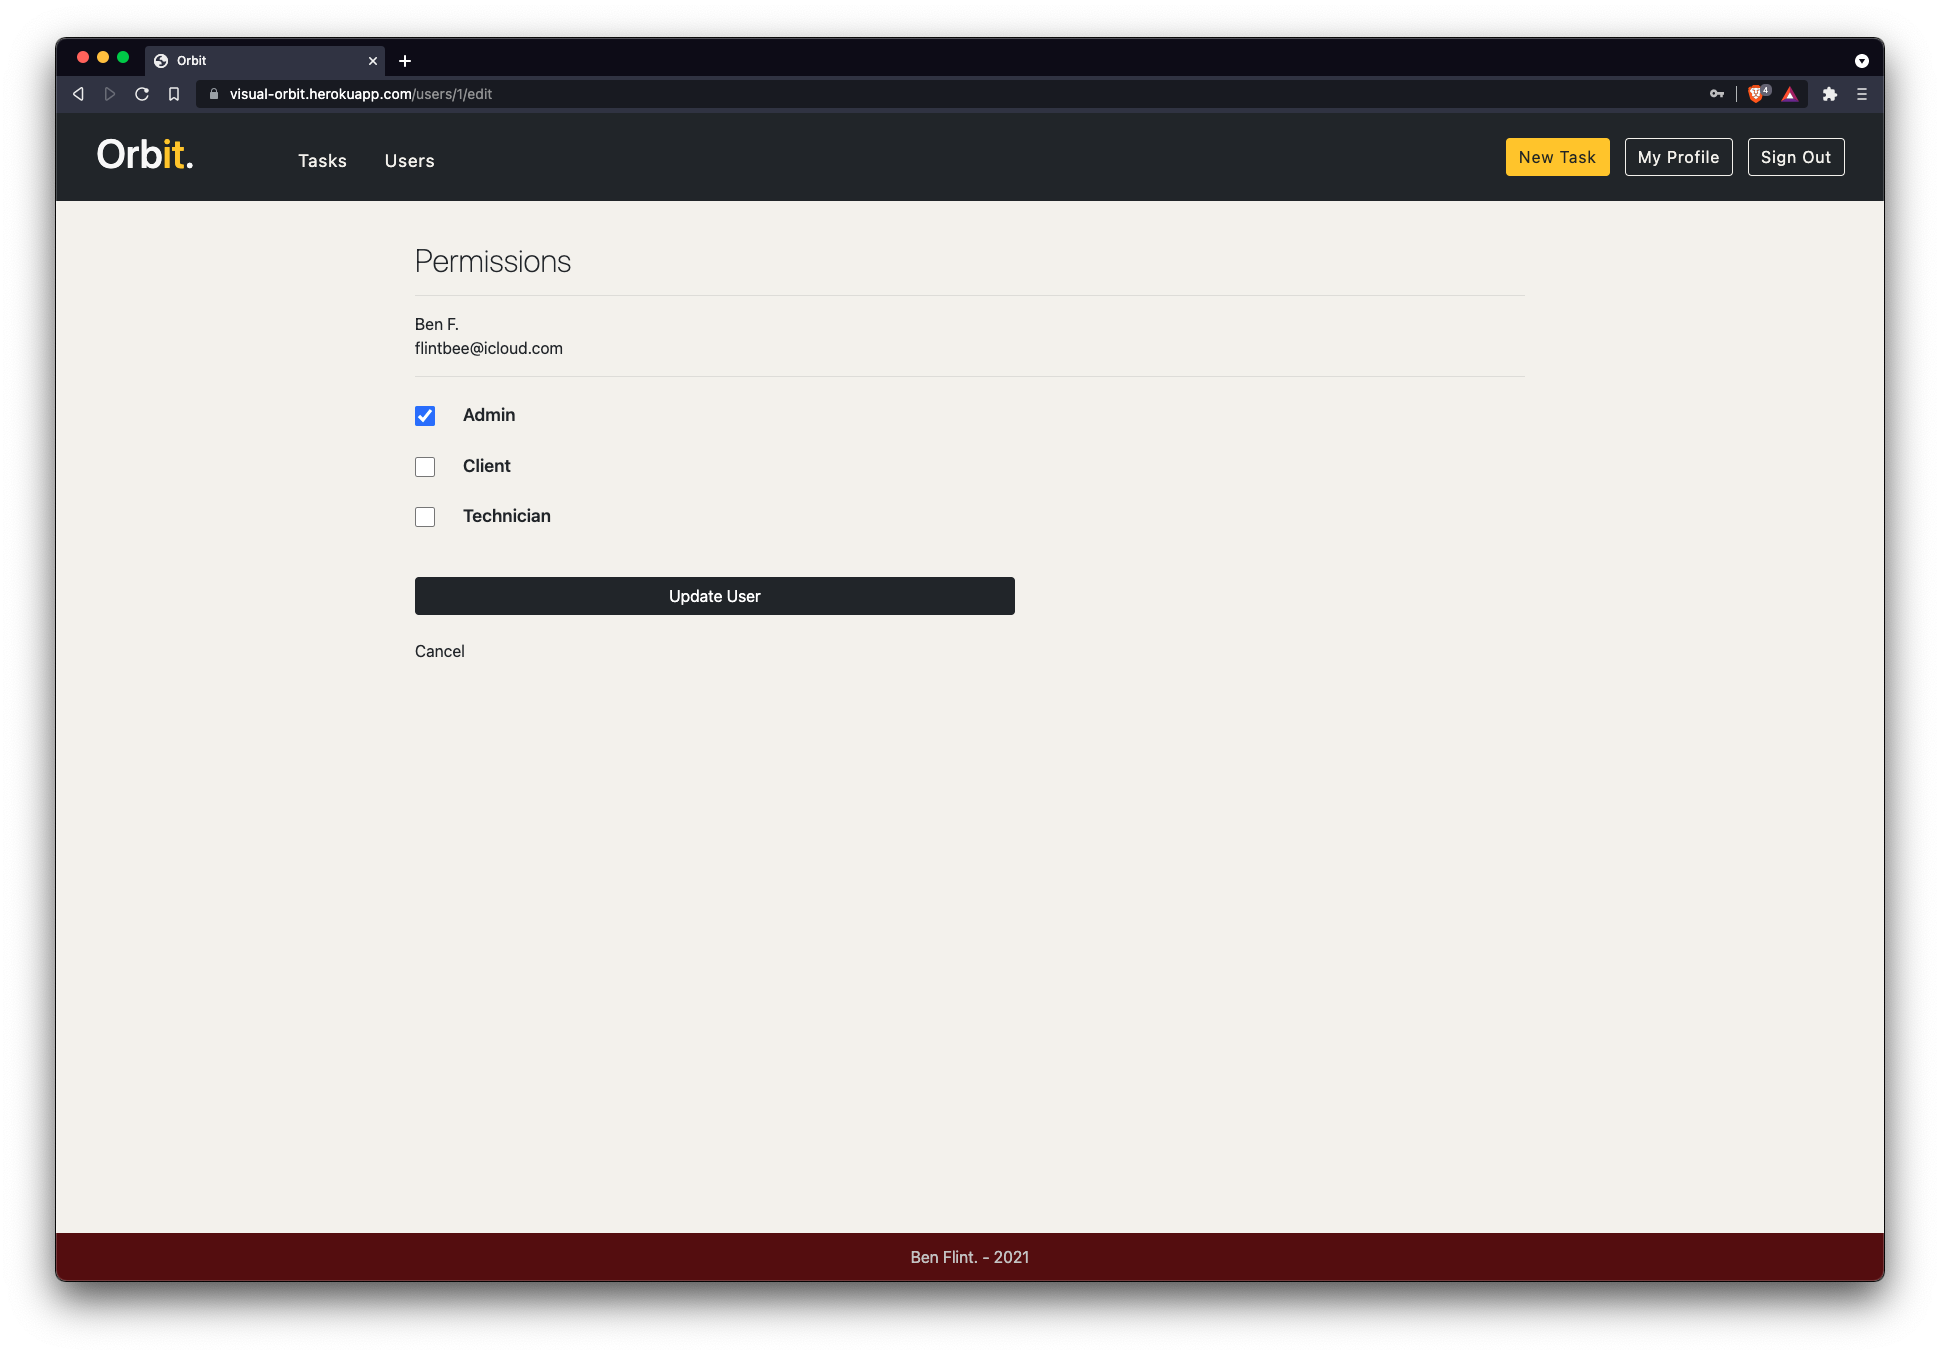 Orbit
visual-orbit.herokuapp.com/users/1/edit
4
Orbit.
Tasks
Users
New Task
My Profile
Sign Out
Permissions
Ben F.
flintbee@icloud.com
Admin
Client
Technician
Update User
Cancel
Ben Flint. - 2021